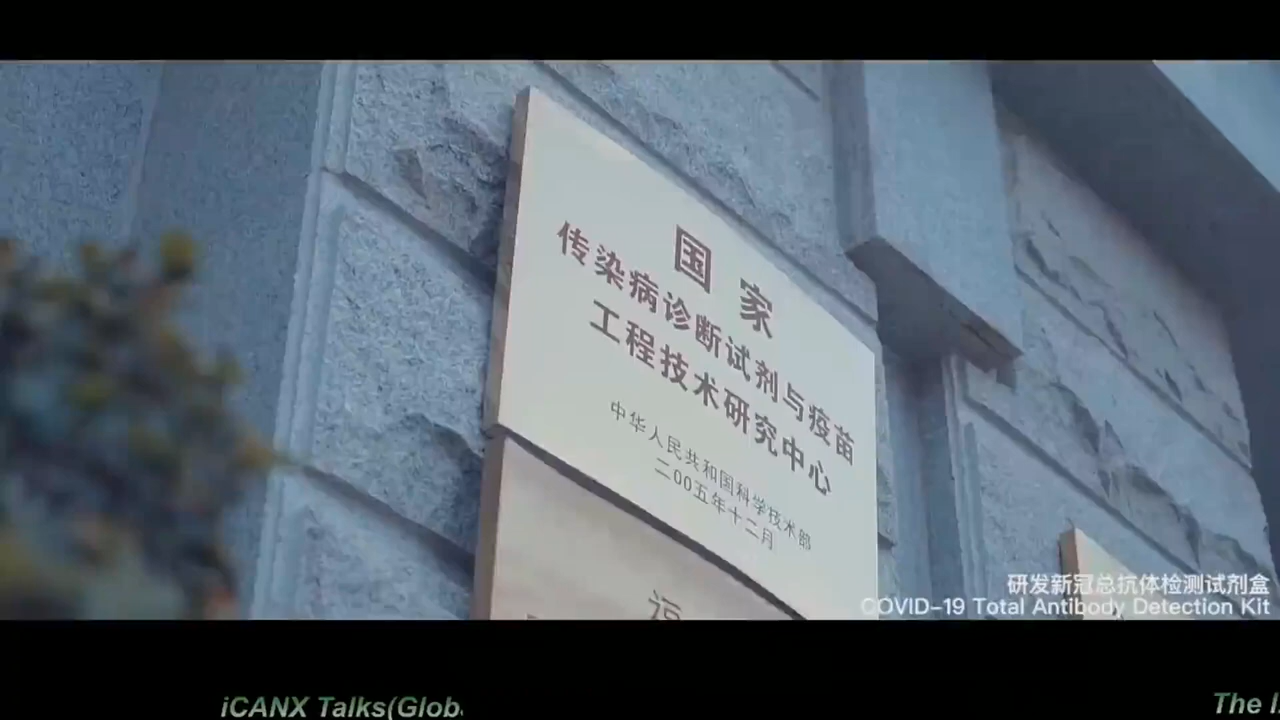 国家
传染病诊断试剂与疫苗
工程技术研究中心
中华人民共和国科学技术部
二00五年十二月
研发新冠总抗体检测试剂盒
COVID-19 Total Antibody Detection Kit
iCANX Talks(Glob
The